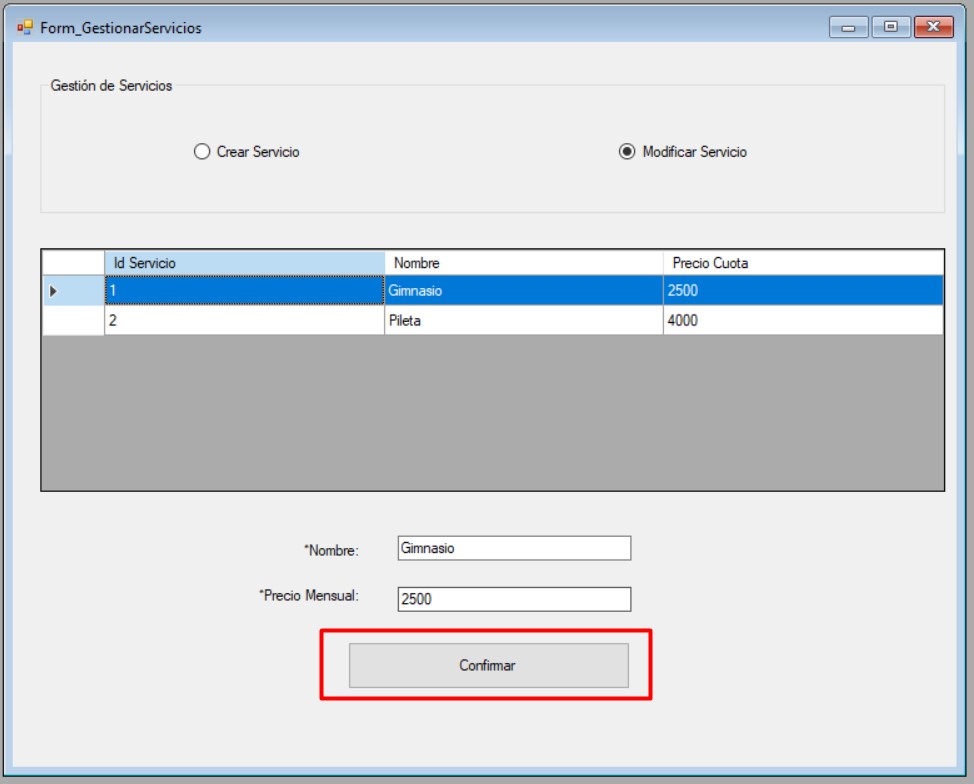 Form_GestionarServicios
Gestión de Servicios
Crear Servicio
Modificar Servicio
Id Servicio Nombre Precio Cuota
1 Gimnasio 2500
2 Pileta 4000
*Nombre: Gimnasio
*Precio Mensual: 2500
Confirmar